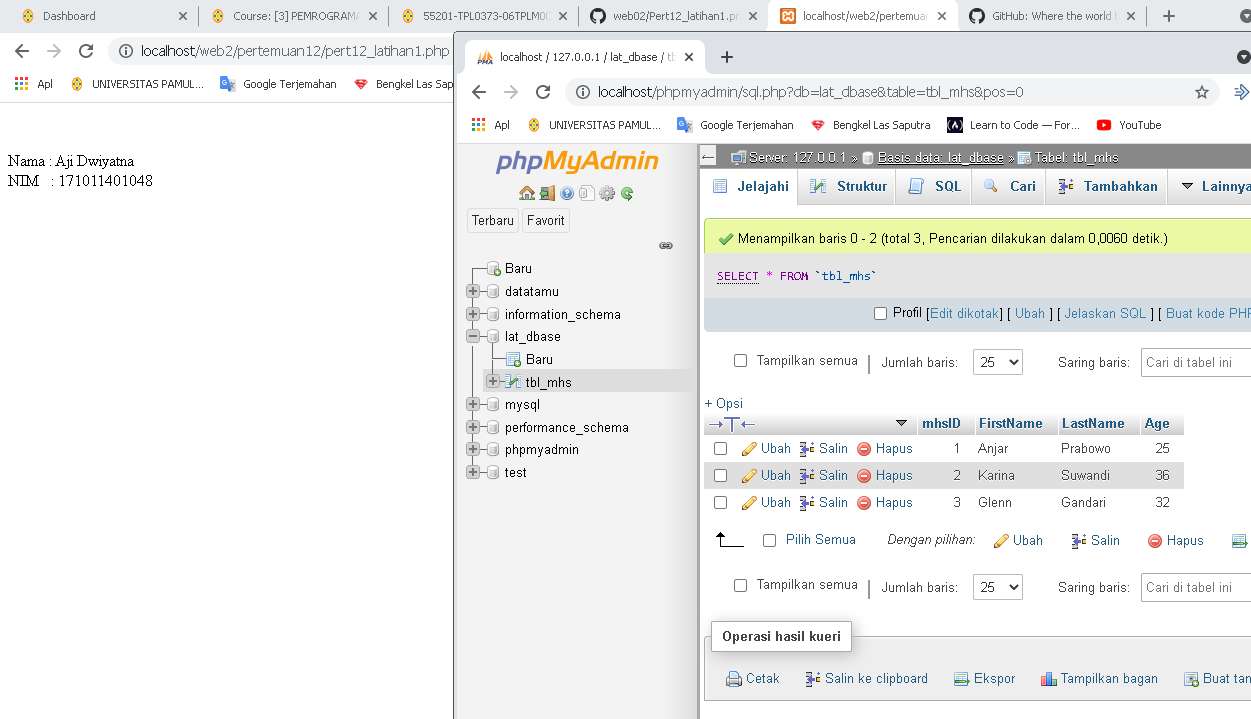 Dashboard
Course: [3] PEMROGRAMA
55201-TPL0373-06TPLM00
web02/Pert12_latihan1.p
localhost/web2/pertemuan
GitHub: Where the world b
localhost/web2/pertemuan12/pert12_latihan1.php
Apl
UNIVERSITAS PAMUL...
Google Terjemahan
Bengkel Las Sap
Nama : Aji Dwiyatna
NIM : 171011401048
localhost / 127.0.0.1 / lat_dbase / tb
localhost/phpmyadmin/sql.php?db=lat_dbase&table=tbl_mhs&pos=0
Apl
UNIVERSITAS PAMUL...
Google Terjemahan
Bengkel Las Saputra
Learn to Code — For...
YouTube
phpMyAdmin
Terbaru
Favorit
Baru
datatamu
information_schema
lat_dbase
Baru
tbl_mhs
mysql
performance_schema
phpmyadmin
test
Server: 127.0.0.1 » Basis data: lat_dbase » Tabel: tbl_mhs
Jelajahi Struktur SQL Cari Tambahkan Lainnya
Menampilkan baris 0 - 2 (total 3, Pencarian dilakukan dalam 0,0060 detik.)
SELECT * FROM `tbl_mhs`
Profil [Edit dikotak] [ Ubah ] [ Jelaskan SQL ] [ Buat kode PHP
Tampilkan semua | Jumlah baris: 25 Saring baris: Cari di tabel ini
+ Opsi
mhsID FirstName LastName Age
Ubah Salin Hapus 1 Anjar Prabowo 25
Ubah Salin Hapus 2 Karina Suwandi 36
Ubah Salin Hapus 3 Glenn Gandari 32
Pilih Semua Dengan pilihan: Ubah Salin Hapus
Tampilkan semua | Jumlah baris: 25 Saring baris: Cari di tabel ini
Operasi hasil kueri
Cetak Salin ke clipboard Ekspor Tampilkan bagan Buat tam